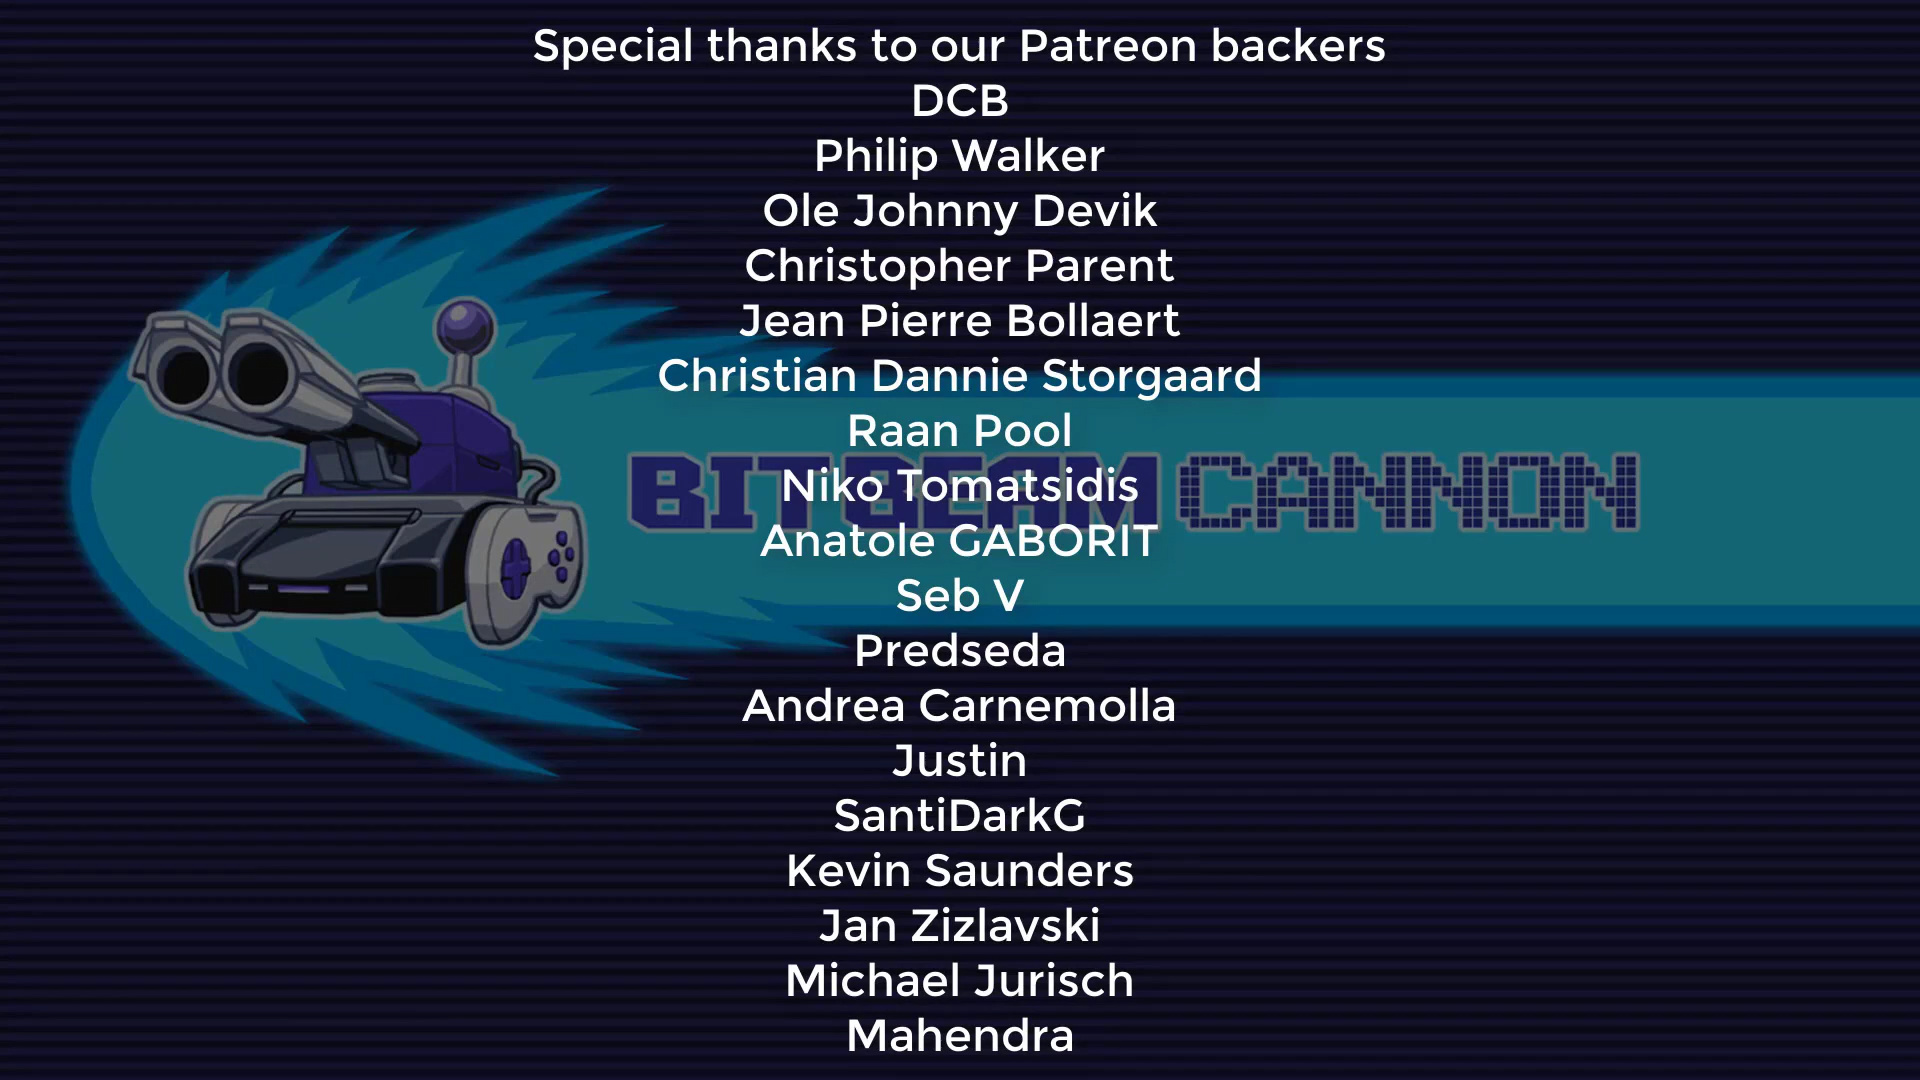 Special thanks to our Patreon backers
DCB
Philip Walker
Ole Johnny Devik
Christopher Parent
Jean Pierre Bollaert
Christian Dannie Storgaard
Raan Pool
BITBEAM CANNON
Niko Tomatsidis
Anatole GABORIT
Seb V
Predseda
Andrea Carnemolla
Justin
SantiDarkG
Kevin Saunders
Jan Zizlavski
Michael Jurisch
Mahendra